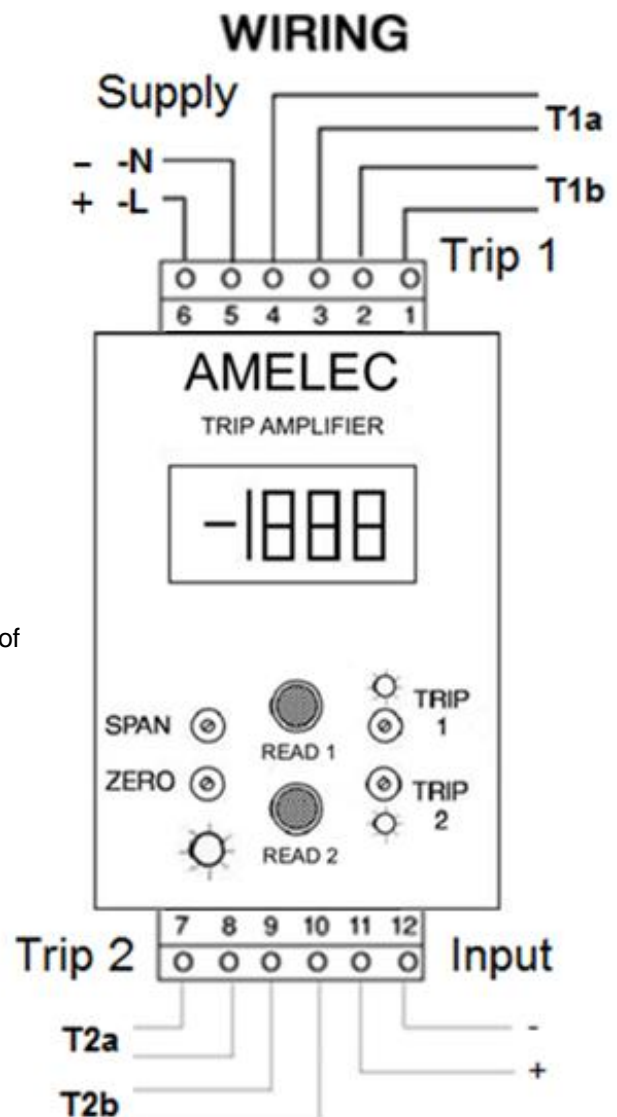 WIRING
Supply
T1a
– -N
+ -L
T1b
Trip 1
6 5 4 3 2 1
AMELEC
TRIP AMPLIFIER
-1888
of
TRIP
1
SPAN
READ 1
ZERO
TRIP
2
READ 2
7 8 9 10 11 12
Trip 2
Input
-
T2a
+
T2b